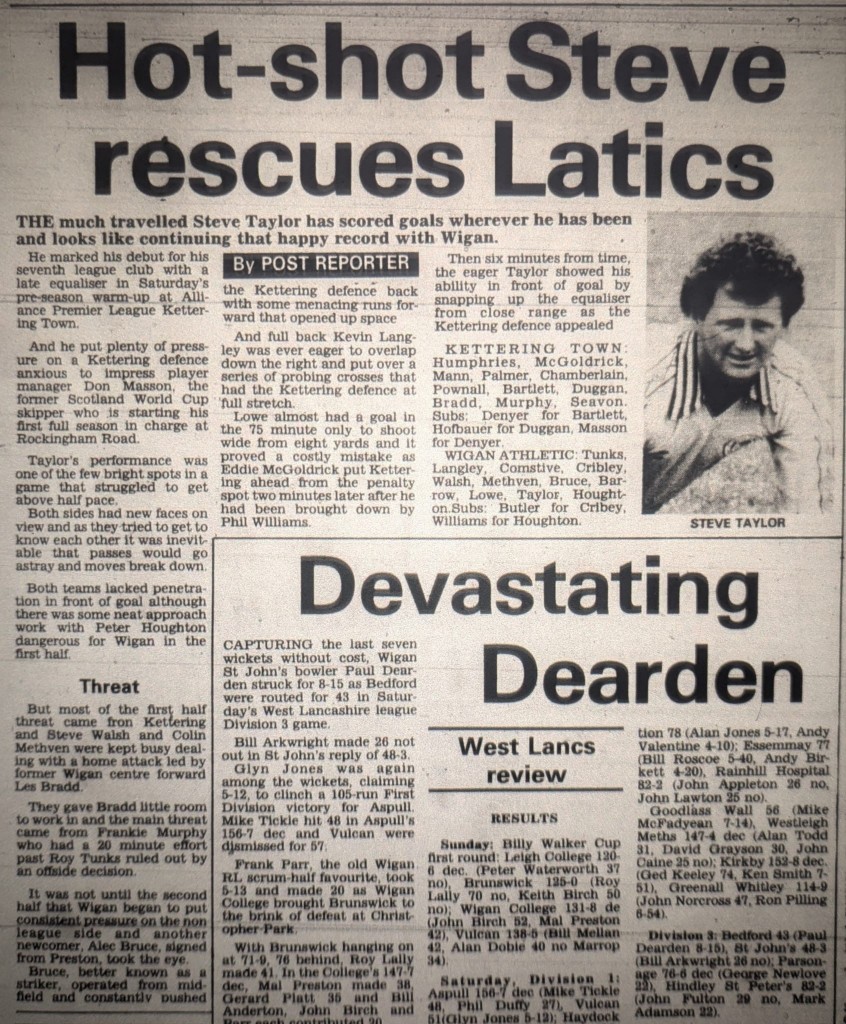 Hot-shot Steve
rescues Latics
THE much travelled Steve Taylor has scored goals wherever he has been
and looks like continuing that happy record with Wigan.
He marked his debut for his
seventh league club with a
late equaliser in Saturday's
pre-season warm-up at Alli-
ance Premier League Ketter-
ing Town.
And he put plenty of press-
ure on a Kettering defence
anxious to impress player
manager Don Masson, the
former Scotland World Cup
skipper who is starting his
first full season in charge at
Rockingham Road.
Taylor's performance was
one of the few bright spots in a
game that struggled to get
above half pace.
Both sides had new faces on
view and as they tried to get to
know each other it was inevit-
able that passes would go
astray and moves break down.
Both teams lacked penetra-
tion in front of goal although
there was some neat approach
work with Peter Houghton
dangerous for Wigan in the
first half.
Threat
But most of the first half
threat came fron Kettering
and Steve Walsh and Colin
Methven were kept busy deal-
ing with a home attack led by
former Wigan centre forward
Les Bradd.
They gave Bradd little room
to work in and the main threat
came from Frankie Murphy
who had a 20 minute effort
past Roy Tunks ruled out by
an offside decision.
It was not until the second
half that Wigan began to put
consistent pressure on the non
league side and another
newcomer, Alec Bruce, signed
from Preston, took the eye.
Bruce, better known as a
striker, operated from mid-
field and constantly pushed
By POST REPORTER
the Kettering defence back
with some menacing runs for-
ward that opened up space
And full back Kevin Lang-
ley was ever eager to overlap
down the right and put over a
series of probing crosses that
had the Kettering defence at
full stretch.
Lowe almost had a goal in
the 75 minute only to shoot
wide from eight yards and it
proved a costly mistake as
Eddie McGoldrick put Ketter-
ing ahead from the penalty
spot two minutes later after he
had been brought down by
Phil Williams.
Then six minutes from time,
the eager Taylor showed his
ability in front of goal by
snapping up the equaliser
from close range as the
Kettering defence appealed
KETTERING TOWN:
Humphries, McGoldrick,
Mann, Palmer, Chamberlain,
Pownall, Bartlett, Duggan,
Bradd, Murphy, Seavon.
Subs: Denyer for Bartlett,
Hofbauer for Duggan, Masson
for Denyer.
WIGAN ATHLETIC: Tunks,
Langley, Comstive, Cribley,
Walsh, Methven, Bruce, Bar-
row, Lowe, Taylor, Hought-
on.Subs: Butler for Cribey,
Williams for Houghton.
STEVE TAYLOR
Devastating
Dearden
CAPTURING the last seven
wickets without cost, Wigan
St John's bowler Paul Dear-
den struck for 8-15 as Bedford
were routed for 43 in Satur-
day's West Lancashire league
Division 3 game.
Bill Arkwright made 26 not
out in St John's reply of 48-3.
Glyn Jones was again
among the wickets, claiming
5-12, to clinch a 105-run First
Division victory for Aspull.
Mike Tickle hit 48 in Aspull's
156-7 dec and Vulcan were
dismissed for 57.
Frank Parr, the old Wigan
RL scrum-half favourite, took
5-13 and made 20 as Wigan
College brought Brunswick to
the brink of defeat at Christ-
opher Park.
With Brunswick hanging on
at 71-9, 76 behind, Roy Lally
made 41. In the College's 147-7
dec, Mal Preston made 38,
Gerard Platt 35 and Bill
Anderton, John Birch and
Parr each contributed 20
West Lancs
review
RESULTS
Sunday: Billy Walker Cup
first round: Leigh College 120-
6 dec. (Peter Waterworth 37
no), Brunswick 125-0 (Roy
Lally 70 no, Keith Birch 50
no); Wigan College 131-8 de
(John Birch 52, Mal Preston
42), Vulcan 138-5 (Bill Mellan
42, Alan Dobie 40 no Marrop
34).
Saturday, Division 1:
Aspull 156-7 dec (Mike Tickle
48, Phil Duffy 27), Vulcan
51(Glyn Jones 5-12); Haydock
tion 78 (Alan Jones 5-17, Andy
Valentine 4-10); Essemmay 77
(Bill Roscoe 5-40, Andy Bir-
kett 4-20), Rainhill Hospital
82-2 (John Appleton 26 no,
John Lawton 25 no).
Goodlass Wall 56 (Mike
McFadyean 7-14), Westleigh
Meths 147-4 dec (Alan Todd
31, David Grayson 30, John
Caine 25 no); Kirkby 152-8 dec.
(Ged Keeley 74, Ken Smith 7-
51), Greenall Whitley 114-9
(John Norcross 47, Ron Pilling
6-54).
Division 3: Bedford 43 (Paul
Dearden 8-15), St John's 48-3
(Bill Arkwright 26 no); Parson-
age 76-6 dec (George Newlove
22), Hindley St Peter's 82-2
(John Fulton 29 no, Mark
Adamson 22).